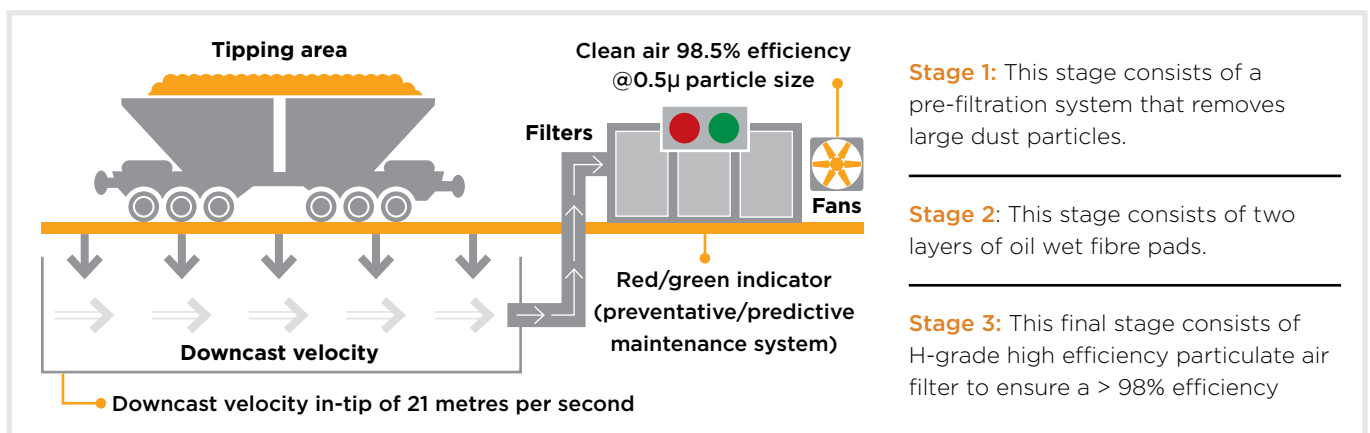 Tipping area
Clean air 98.5% efficiency
@0.5µ particle size
Filters
Fans
Red/green indicator
(preventative/predictive
maintenance system)
Downcast velocity
Downcast velocity in-tip of 21 metres per second
Stage 1: This stage consists of a
pre-filtration system that removes
large dust particles.
Stage 2: This stage consists of two
layers of oil wet fibre pads.
Stage 3: This final stage consists of
H-grade high efficiency particulate air
filter to ensure a > 98% efficiency